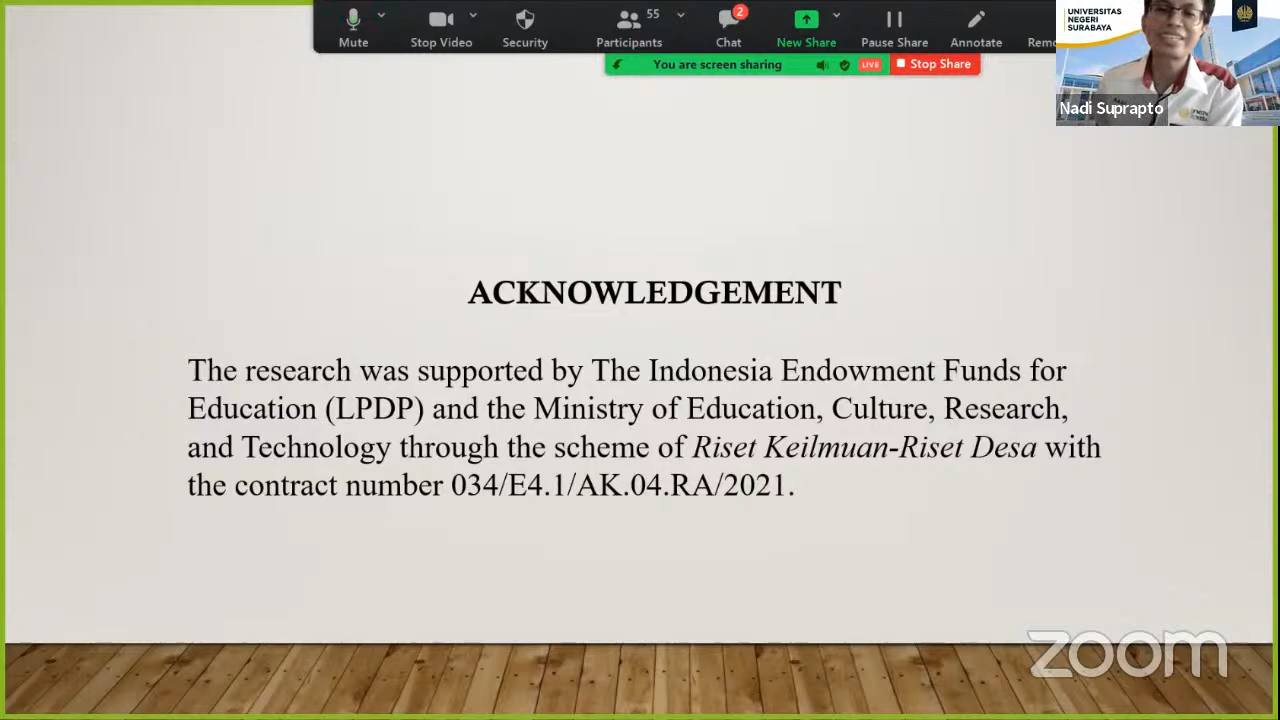 Mute
Stop Video
Security
55
Participants
2
Chat
New Share
Pause Share
Annotate
You are screen sharing
LIVE
Stop Share
UNIVERSITAS
NEGERI
SURABAYA
Nadi Suprapto
ACKNOWLEDGEMENT
The research was supported by The Indonesia Endowment Funds for
Education (LPDP) and the Ministry of Education, Culture, Research,
and Technology through the scheme of Riset Keilmuan-Riset Desa with
the contract number 034/E4.1/AK.04.RA/2021.
zoom